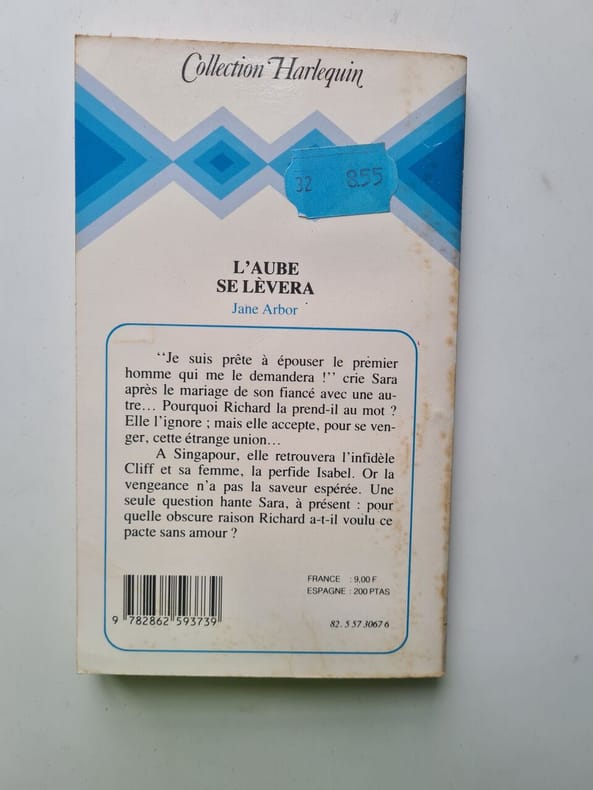 Collection Harlequin
32 8.55
L'AUBE
SE LÈVERA
Jane Arbor
"Je suis prête à épouser le premier
homme qui me le demandera !" crie Sara
après le mariage de son fiancé avec une au-
tre... Pourquoi Richard la prend-il au mot ?
Elle l'ignore ; mais elle accepte, pour se ven-
ger, cette étrange union...
A Singapour, elle retrouvera l'infidèle
Cliff et sa femme, la perfide Isabel. Or la
vengeance n'a pas la saveur espérée. Une
seule question hante Sara, à présent : pour
quelle obscure raison Richard a-t-il voulu ce
pacte sans amour ?
FRANCE : 9,00 F
ESPAGNE : 200 PTAS
9 782862 593739
82. 5 57 3067 6